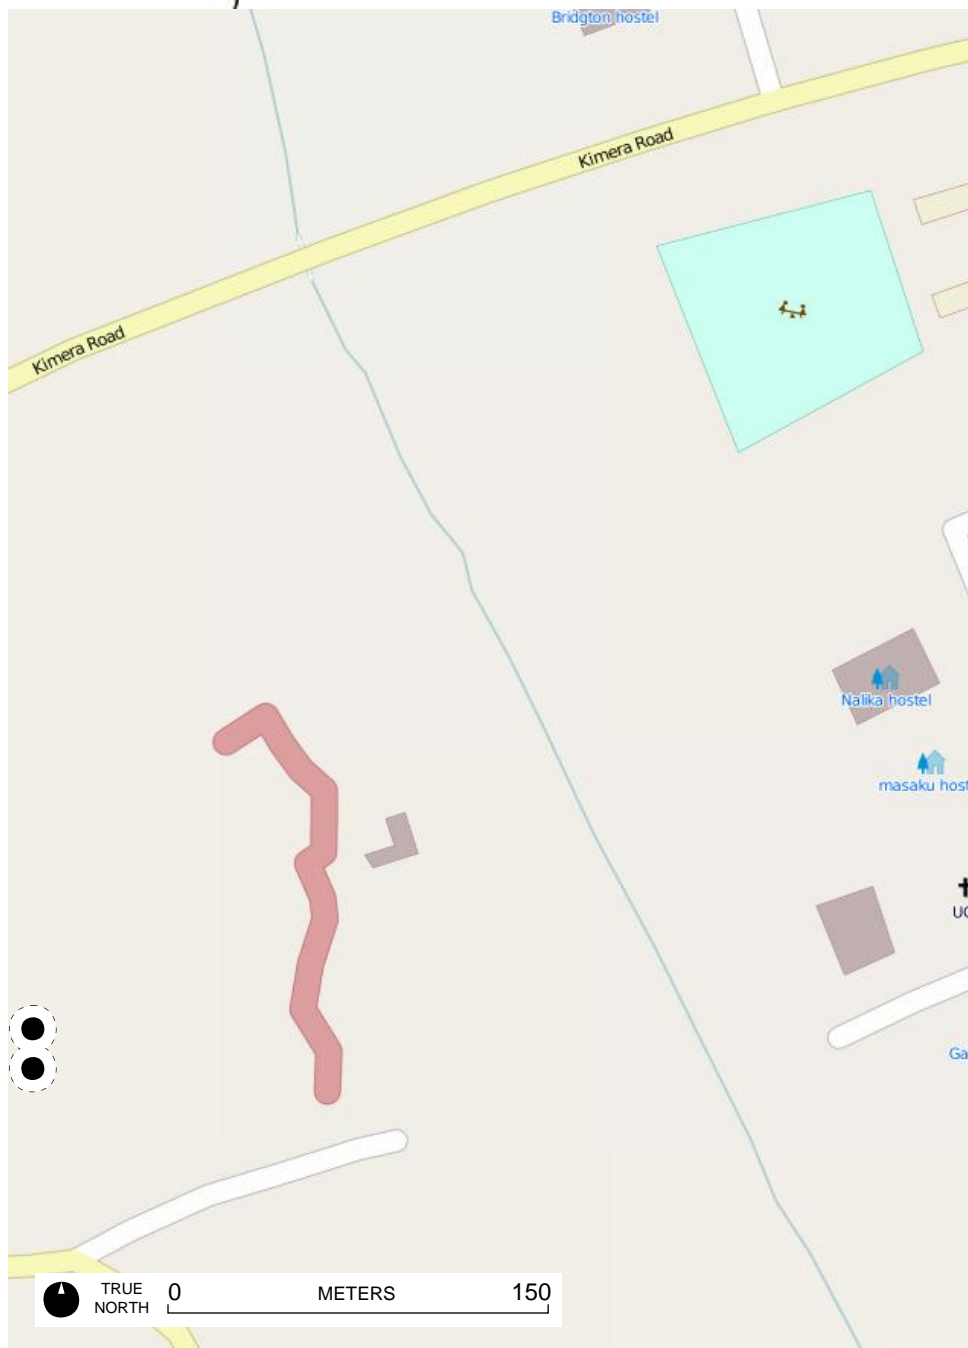 Bridgton hostel
Kimera Road
Kimera Road
Nalika hostel
masaku host
UC
Ga
TRUE NORTH
0 METERS 150